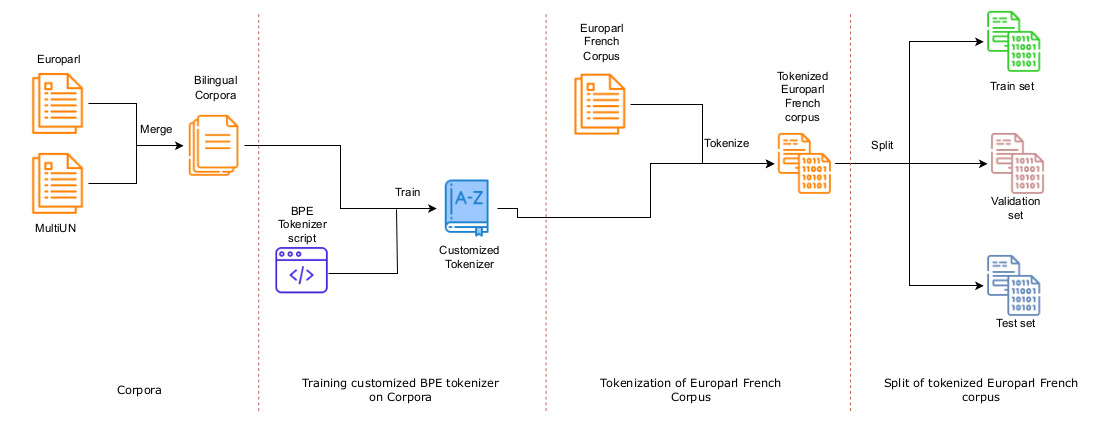 Europarl
Merge
MultiUN
Bilingual
Corpora
Corpora
BPE
Tokenizer
script
</>
Train
A-Z
Customized
Tokenizer
Training customized BPE tokenizer
on Corpora
Europarl
French
Corpus
Tokenize
Tokenized
Europarl
French
corpus
1011
11001
10101
10101
Tokenization of Europarl French
Corpus
Split
1011
11001
10101
10101
Train set
1011
11001
10101
10101
Validation
set
1011
11001
10101
10101
Test set
Split of tokenized Europarl French
corpus